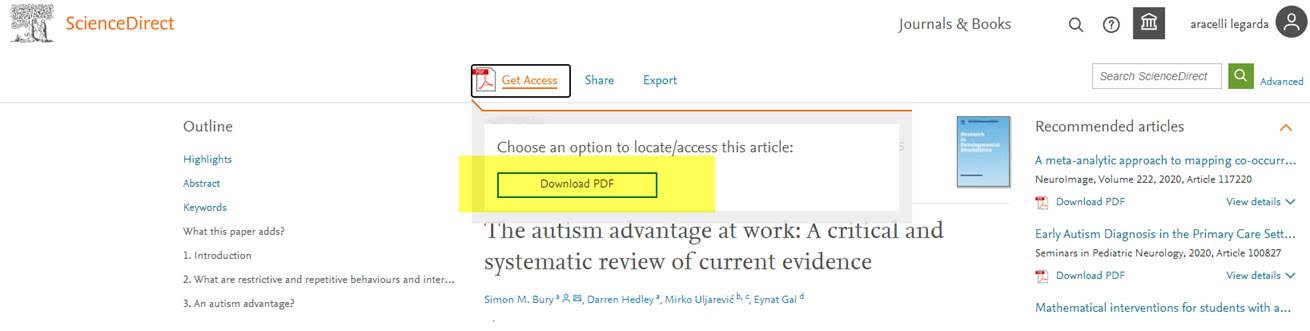 ScienceDirect
Journals & Books
aracelli legarda
PDF
Get Access
Share
Export
Search ScienceDirect
Advanced
Outline
Highlights
Abstract
Keywords
What this paper adds?
1. Introduction
2. What are restrictive and repetitive behaviours and inter...
3. An autism advantage?
Choose an option to locate/access this article:
Download PDF
The autism advantage at work: A critical and
systematic review of current evidence
Simon M. Bury a, Darren Hedley a, Mirko Uljarević b, c, Eynat Gal d
Research
in
Developmental
Disabilities
Recommended articles
A meta-analytic approach to mapping co-occurr...
NeuroImage, Volume 222, 2020, Article 117220
Download PDF
View details
Early Autism Diagnosis in the Primary Care Sett...
Seminars in Pediatric Neurology, 2020, Article 100827
Download PDF
View details
Mathematical interventions for students with a...